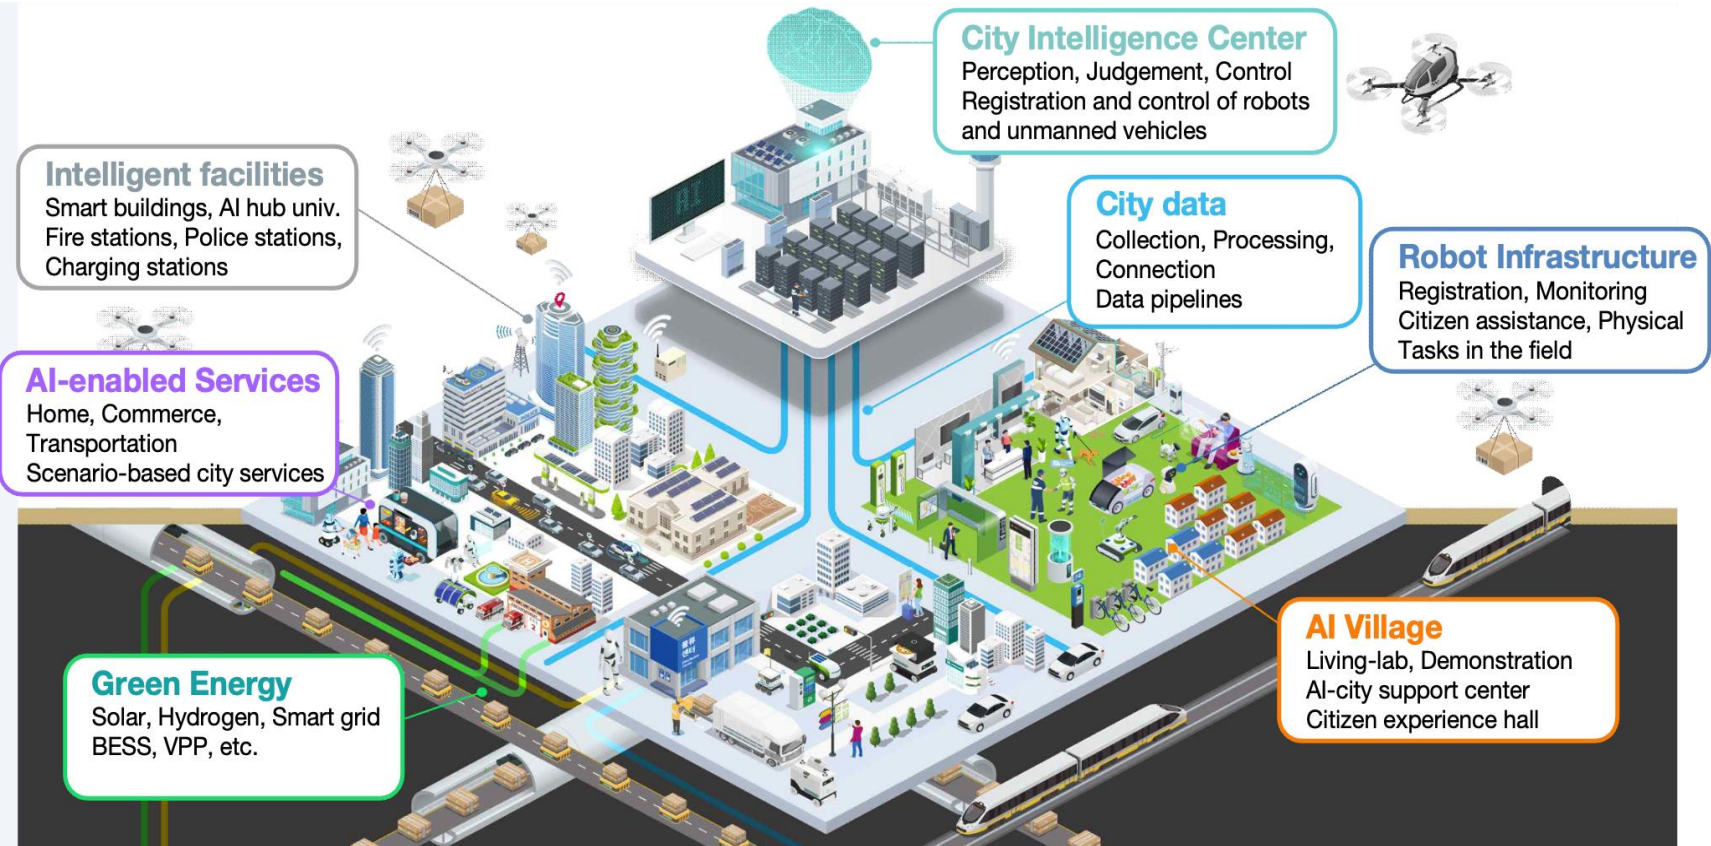 City Intelligence Center
Perception, Judgement, Control
Registration and control of robots
and unmanned vehicles
Intelligent facilities
Smart buildings, AI hub univ.
Fire stations, Police stations,
Charging stations
City data
Collection, Processing,
Connection
Data pipelines
Robot Infrastructure
Registration, Monitoring
Citizen assistance, Physical
Tasks in the field
AI-enabled Services
Home, Commerce,
Transportation
Scenario-based city services
AI Village
Living-lab, Demonstration
AI-city support center
Citizen experience hall
Green Energy
Solar, Hydrogen, Smart grid
BESS, VPP, etc.
AI
물류
센터